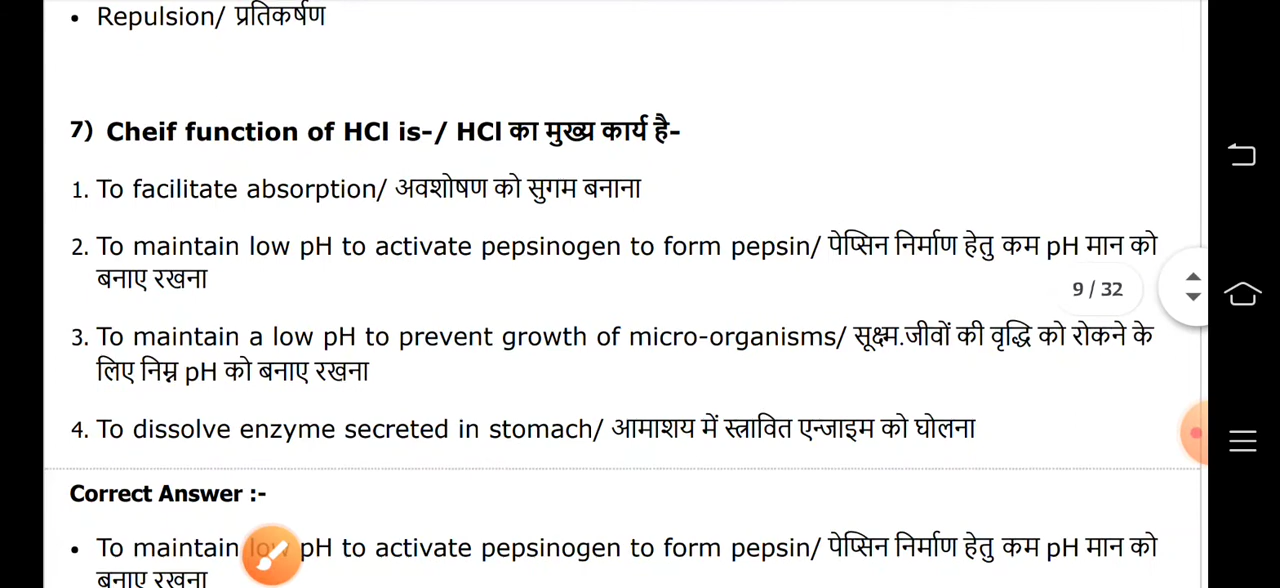 • Repulsion/ प्रतिकर्षण
7) Cheif function of HCl is-/ HCl का मुख्य कार्य है-
1. To facilitate absorption/ अवशोषण को सुगम बनाना
2. To maintain low pH to activate pepsinogen to form pepsin/ पेप्सिन निर्माण हेतु कम pH मान को
बनाए रखना
9 / 32
3. To maintain a low pH to prevent growth of micro-organisms/ सूक्ष्म.जीवों की वृद्धि को रोकने के
लिए निम्न pH को बनाए रखना
4. To dissolve enzyme secreted in stomach/ आमाशय में स्त्रावित एन्जाइम को घोलना
Correct Answer :-
• To maintain low pH to activate pepsinogen to form pepsin/ पेप्सिन निर्माण हेतु कम pH मान को
बनाए रखना